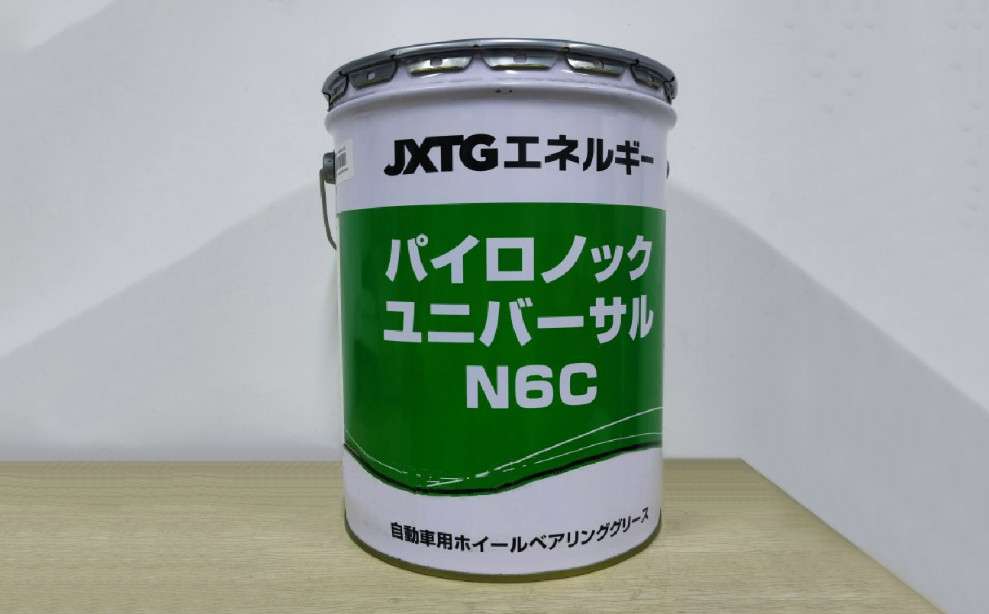 JXTGエネルギー
パイロノック
ユニバーサル
N6C
自動車用ホイールベアリンググリース